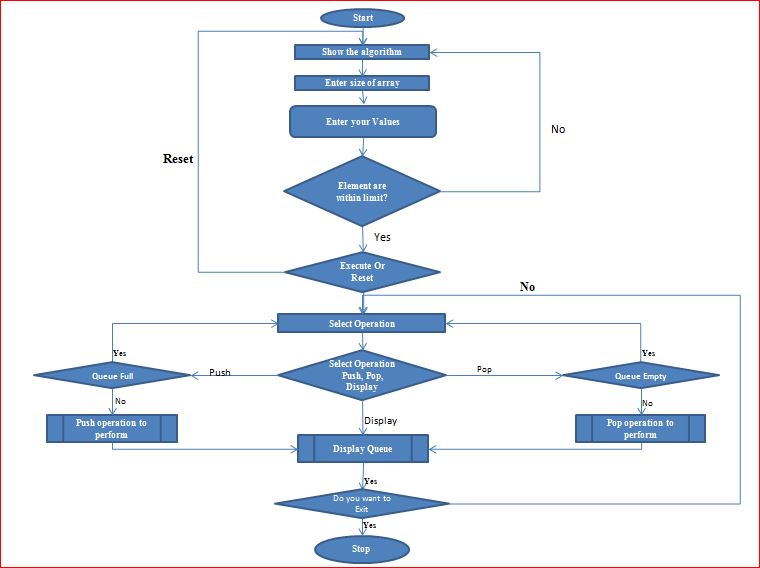 Start
Show the algorithm
Enter size of array
Enter your Values
No
Reset
Element are
within limit?
Yes
Execute Or
Reset
No
Select Operation
Yes
Yes
Select Operation
Push, Pop,
Display
Queue Full
Push
Pop
Queue Empty
No
No
Push operation to
perform
Display
Pop operation to
perform
Display Queue
Yes
Do you want to
Exit
Yes
Stop